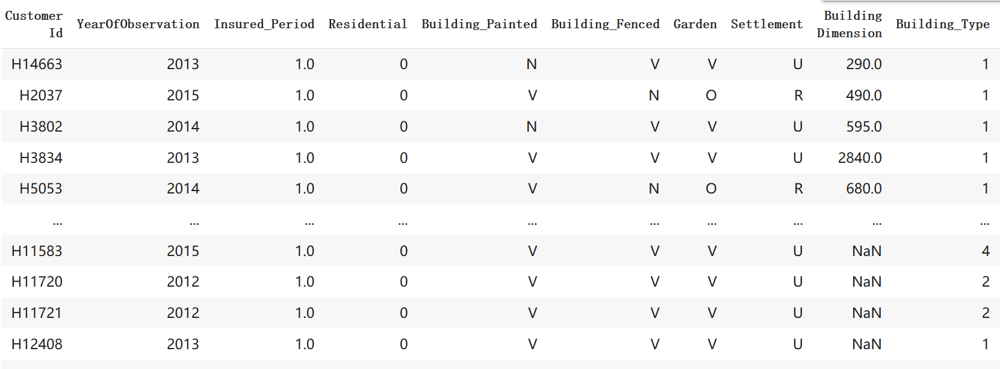 Customer Id YearOfObservation Insured_Period Residential Building_Painted Building_Fenced Garden Settlement Building Dimension Building_Type
H14663 2013 1.0 0 N V V U 290.0 1
H2037 2015 1.0 0 V N O R 490.0 1
H3802 2014 1.0 0 N V V U 595.0 1
H3834 2013 1.0 0 V V V U 2840.0 1
H5053 2014 1.0 0 V N O R 680.0 1
... ... ... ... ... ... ... ... ... ...
H11583 2015 1.0 0 V V V U NaN 4
H11720 2012 1.0 0 V V V U NaN 2
H11721 2012 1.0 0 V V V U NaN 2
H12408 2013 1.0 0 V V V U NaN 1